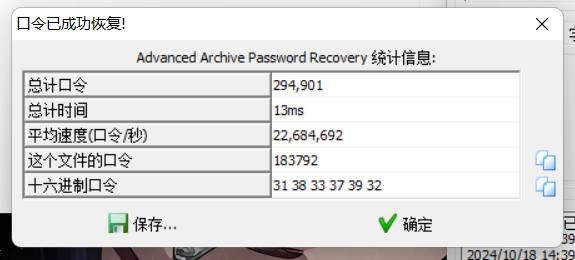 口令已成功恢复!
Advanced Archive Password Recovery 统计信息:
总计口令 294,901
总计时间 13ms
平均速度(口令/秒) 22,684,692
这个文件的口令 183792
十六进制口令 31 38 33 37 39 32
保存... 确定
2024/10/18 14:39